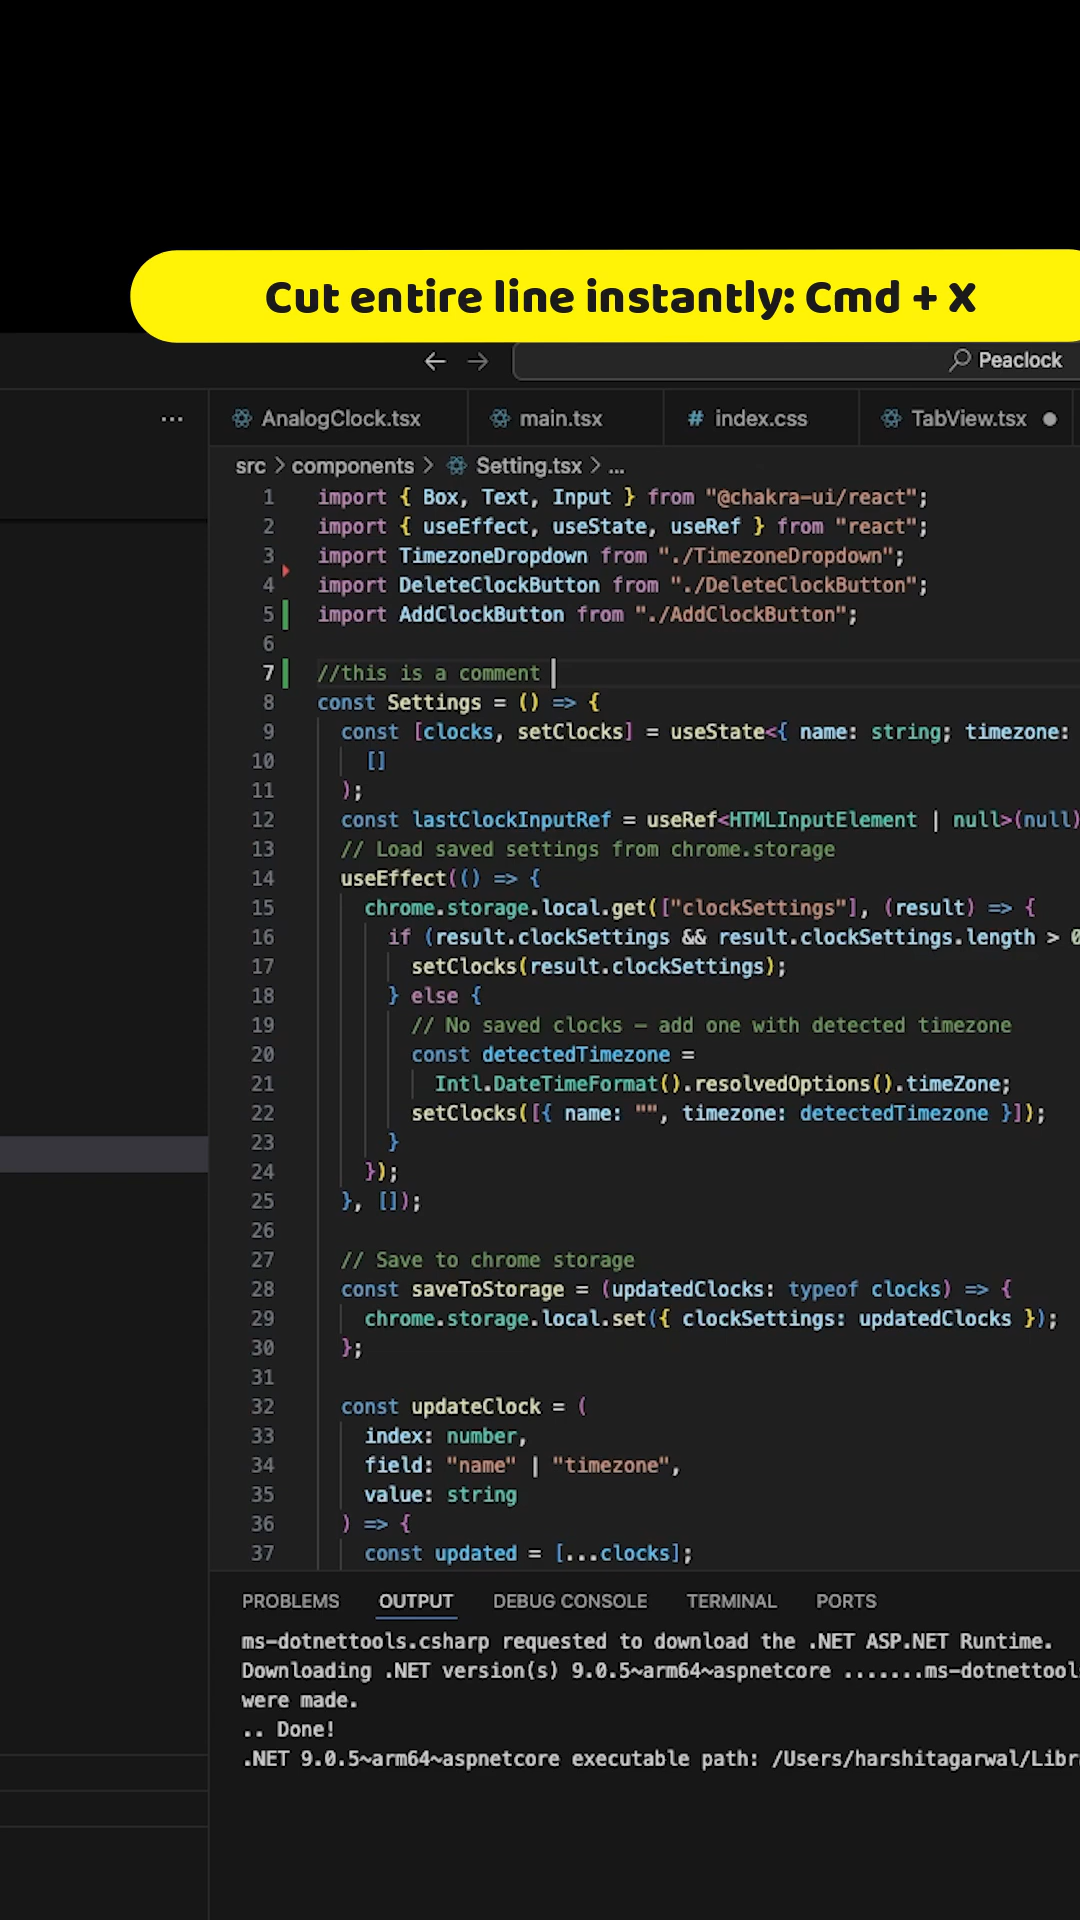 Cut entire line instantly: Cmd + X
Peaclock
AnalogClock.tsx main.tsx # index.css TabView.tsx
src > components > Setting.tsx > ...
1 import { Box, Text, Input } from "@chakra-ui/react";
2 import { useEffect, useState, useRef } from "react";
3 import TimezoneDropdown from "./TimezoneDropdown";
4 import DeleteClockButton from "./DeleteClockButton";
5 import AddClockButton from "./AddClockButton";
6
7 //this is a comment
8 const Settings = () => {
9 const [clocks, setClocks] = useState<{ name: string; timezone:
10 []
11 );
12 const lastClockInputRef = useRef<HTMLInputElement | null>(null)
13 // Load saved settings from chrome.storage
14 useEffect(() => {
15 chrome.storage.local.get(["clockSettings"], (result) => {
16 if (result.clockSettings && result.clockSettings.length > 0
17 setClocks(result.clockSettings);
18 } else {
19 // No saved clocks – add one with detected timezone
20 const detectedTimezone =
21 Intl.DateTimeFormat().resolvedOptions().timeZone;
22 setClocks([{ name: "", timezone: detectedTimezone }]);
23 }
24 });
25 }, []);
26
27 // Save to chrome storage
28 const saveToStorage = (updatedClocks: typeof clocks) => {
29 chrome.storage.local.set({ clockSettings: updatedClocks });
30 };
31
32 const updateClock = (
33 index: number,
34 field: "name" | "timezone",
35 value: string
36 ) => {
37 const updated = [...clocks];
PROBLEMS OUTPUT DEBUG CONSOLE TERMINAL PORTS
ms-dotnettools.csharp requested to download the .NET ASP.NET Runtime.
Downloading .NET version(s) 9.0.5~arm64~aspnetcore .......ms-dotnettools
were made.
.. Done!
.NET 9.0.5~arm64~aspnetcore executable path: /Users/harshitagarwal/Libr